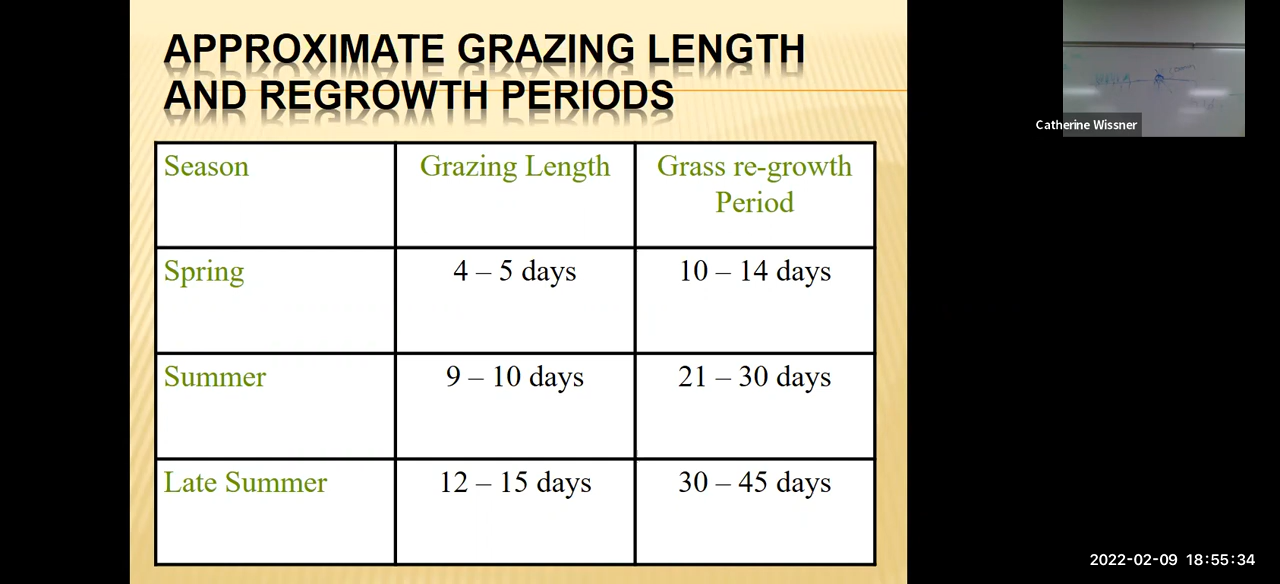 APPROXIMATE GRAZING LENGTH
AND REGROWTH PERIODS
Season
Grazing Length
Grass re-growth
Period
Spring
4 – 5 days
10 – 14 days
Summer
9 – 10 days
21 – 30 days
Late Summer
12 – 15 days
30 – 45 days
Catherine Wissner
2022-02-09 18:55:34